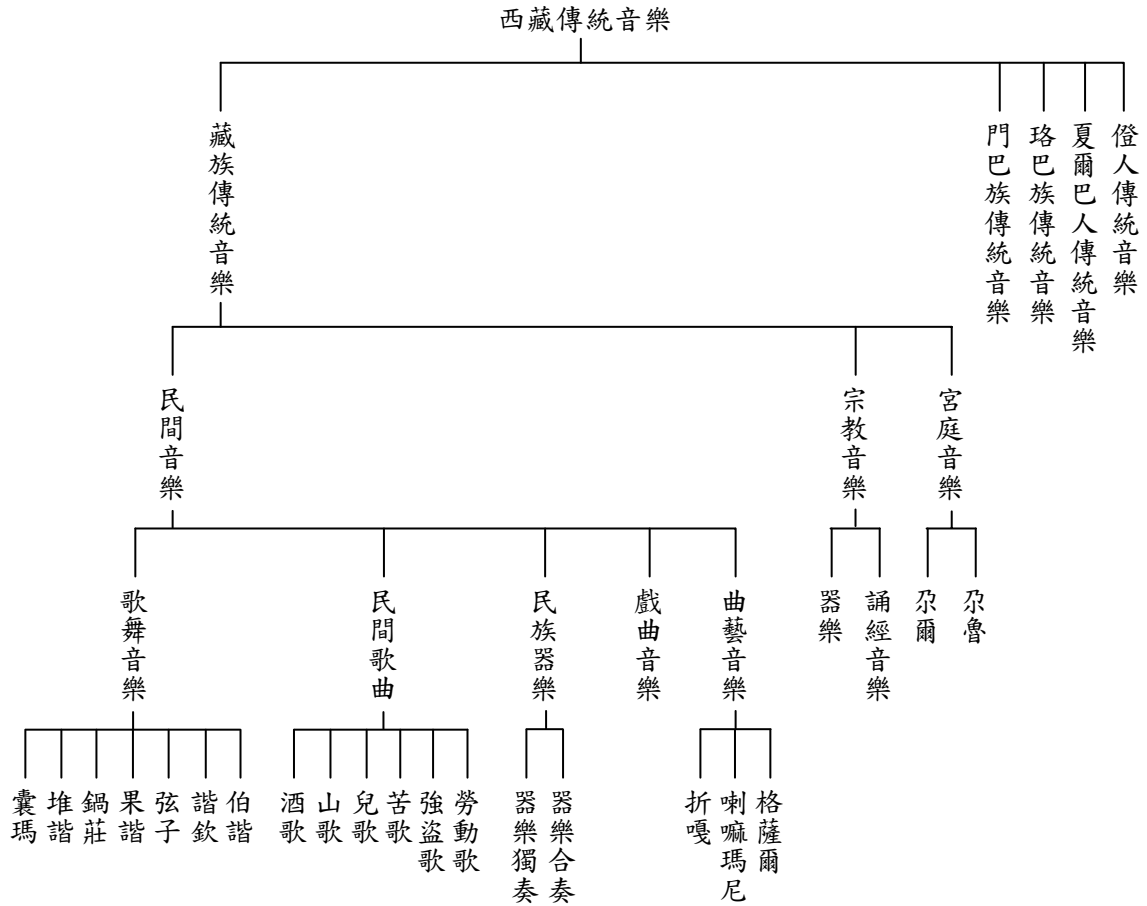 西藏傳統音樂
藏族傳統音樂
門巴族傳統音樂
珞巴族傳統音樂
夏爾巴人傳統音樂
僜人傳統音樂
民間音樂
宗教音樂
宮庭音樂
歌舞音樂
民間歌曲
民族器樂
戲曲音樂
曲藝音樂
器樂
誦經音樂
尕爾
尕魯
囊瑪
堆諧
鍋莊
果諧
弦子
諧欽
伯諧
酒歌
山歌
兒歌
苦歌
強盜歌
勞動歌
器樂獨奏
器樂合奏
折嘎
喇嘛瑪尼
格薩爾